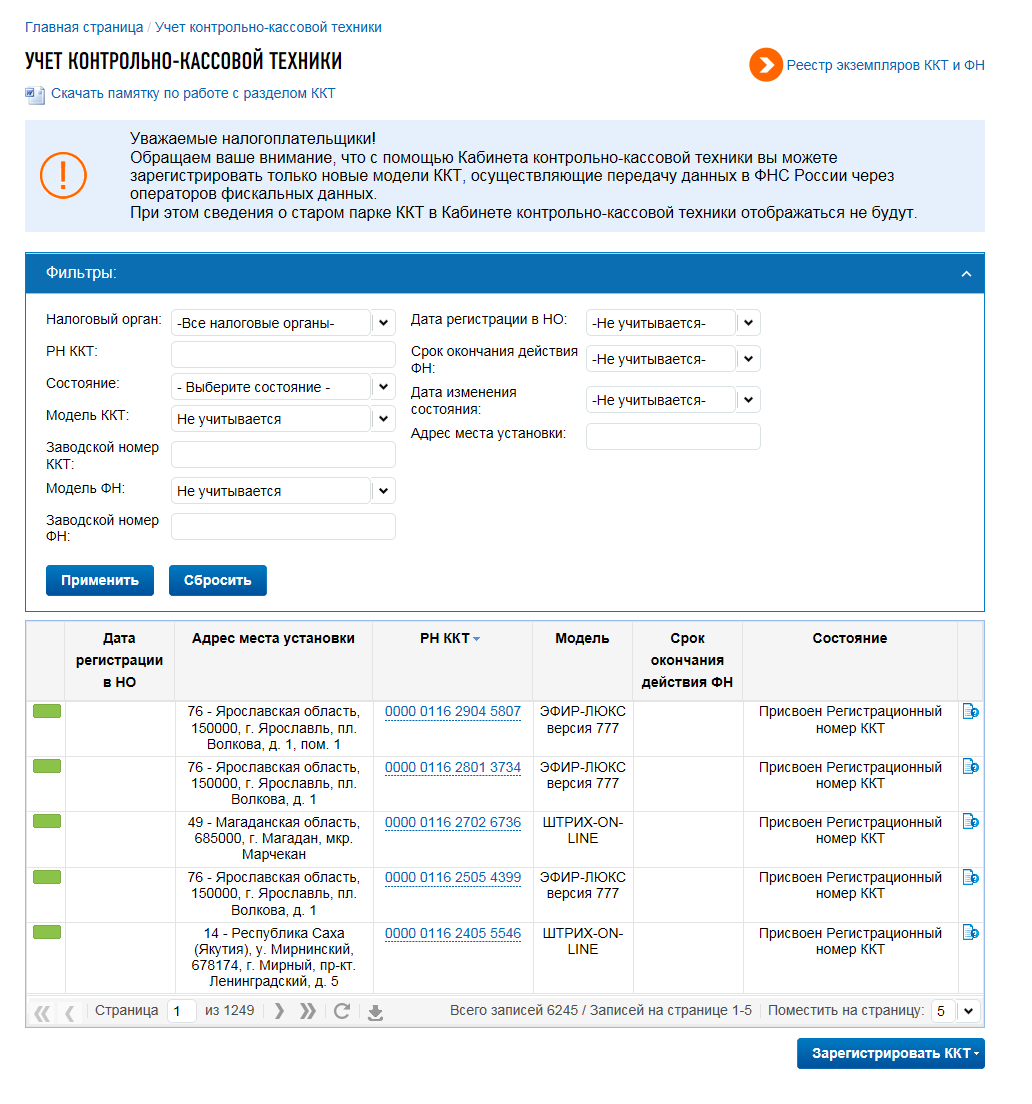 Главная страница / Учет контрольно-кассовой техники
УЧЕТ КОНТРОЛЬНО-КАССОВОЙ ТЕХНИКИ
Реестр экземпляров ККТ и ФН
Скачать памятку по работе с разделом ККТ
Уважаемые налогоплательщики!
Обращаем ваше внимание, что с помощью Кабинета контрольно-кассовой техники вы можете
зарегистрировать только новые модели ККТ, осуществляющие передачу данных в ФНС России через
операторов фискальных данных.
При этом сведения о старом парке ККТ в Кабинете контрольно-кассовой техники отображаться не будут.
Фильтры:
Налоговый орган: -Все налоговые органы-
РН ККТ:
Состояние: - Выберите состояние -
Модель ККТ: Не учитывается
Заводской номер
ККТ:
Модель ФН: Не учитывается
Заводской номер
ФН:
Дата регистрации в НО: -Не учитывается-
Срок окончания действия
ФН: -Не учитывается-
Дата изменения
состояния: -Не учитывается-
Адрес места установки:
Применить Сбросить
Дата
регистрации
в НО
Адрес места установки
РН ККТ
Модель
Срок
окончания
действия ФН
Состояние
76 - Ярославская область,
150000, г. Ярославль, пл.
Волкова, д. 1, пом. 1
0000 0116 2904 5807
ЭФИР-ЛЮКС
версия 777
Присвоен Регистрационный
номер ККТ
76 - Ярославская область,
150000, г. Ярославль, пл.
Волкова, д. 1
0000 0116 2801 3734
ЭФИР-ЛЮКС
версия 777
Присвоен Регистрационный
номер ККТ
49 - Магаданская область,
685000, г. Магадан, мкр.
Марчекан
0000 0116 2702 6736
ШТРИХ-ON-
LINE
Присвоен Регистрационный
номер ККТ
76 - Ярославская область,
150000, г. Ярославль, пл.
Волкова, д. 1
0000 0116 2505 4399
ЭФИР-ЛЮКС
версия 777
Присвоен Регистрационный
номер ККТ
14 - Республика Саха
(Якутия), у. Мирнинский,
678174, г. Мирный, пр-кт.
Ленинградский, д. 5
0000 0116 2405 5546
ШТРИХ-ON-
LINE
Присвоен Регистрационный
номер ККТ
Страница 1 из 1249 Всего записей 6245 / Записей на странице 1-5 Поместить на страницу: 5
Зарегистрировать ККТ